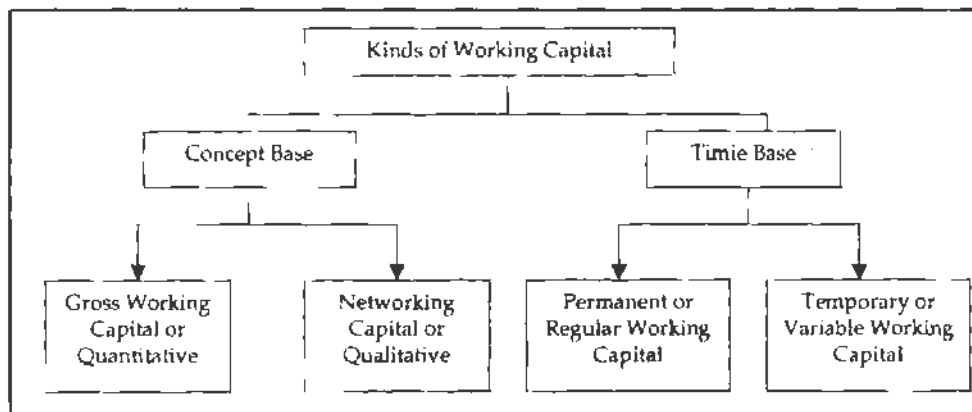 Kinds of Working Capital
Concept Base
Timie Base
Gross Working
Capital or
Quantitative
Networking
Capital or
Qualitative
Permanent or
Regular Working
Capital
Temporary or
Variable Working
Capital